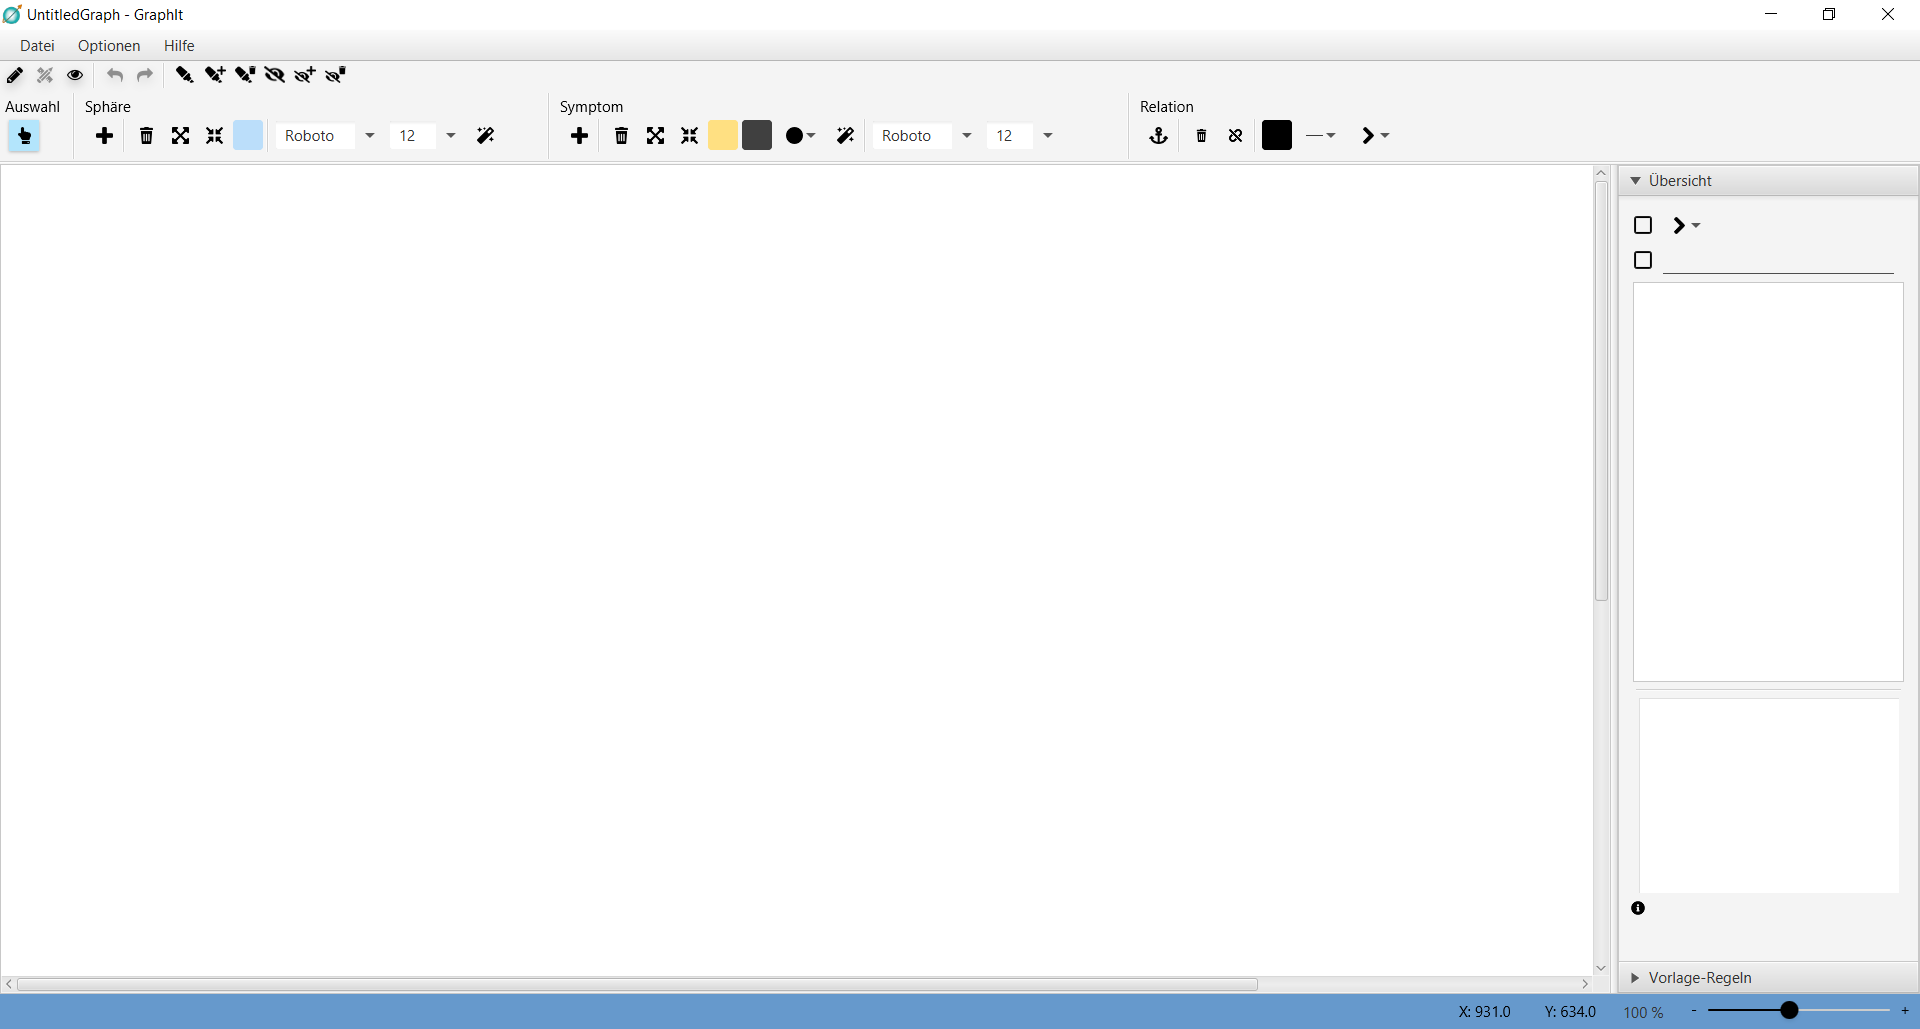 UntitledGraph - GraphIt
Datei Optionen Hilfe
Auswahl Sphäre Symptom Relation
Roboto 12 Roboto 12
Übersicht
Vorlage-Regeln
X: 931.0 Y: 634.0 100 % - +